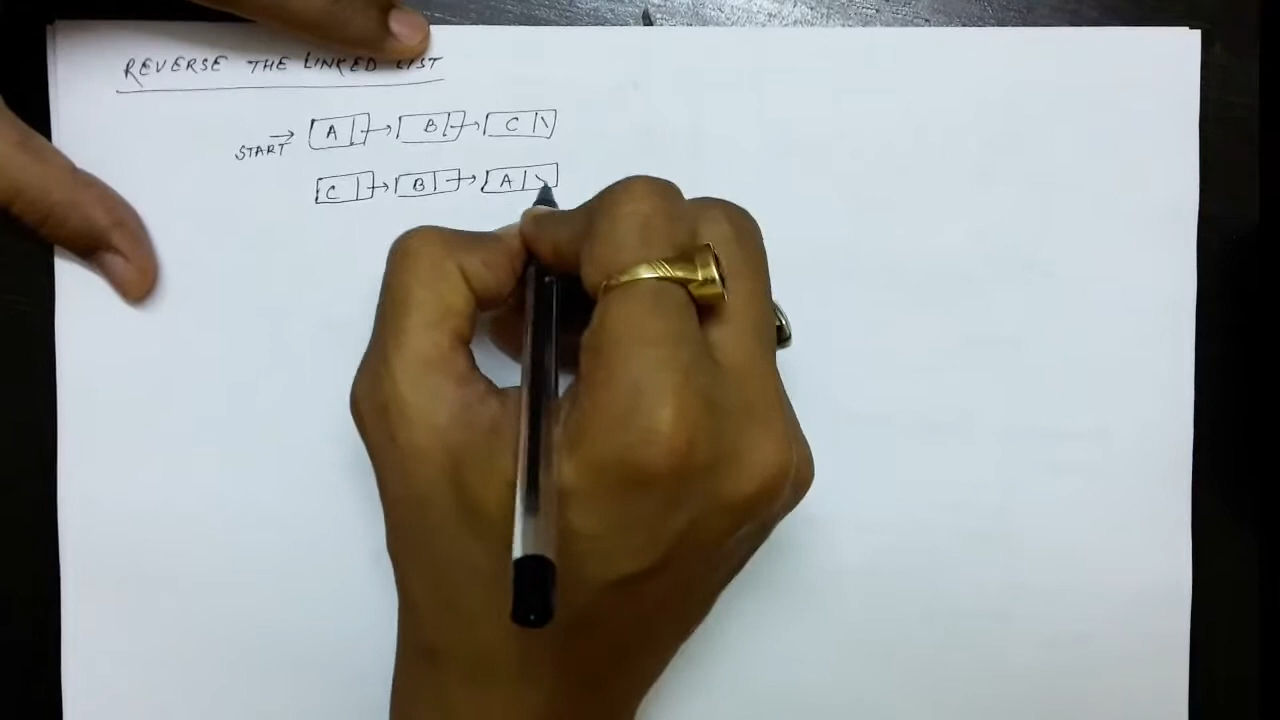 REVERSE THE LINKED LIST
START → A → B → C \
C → B → A \